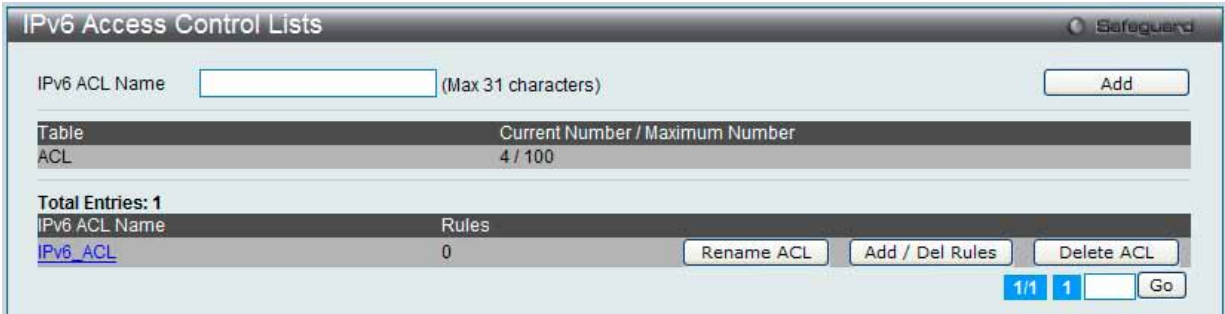 IPv6 Access Control Lists
Safeguard
IPv6 ACL Name (Max 31 characters) Add
Table Current Number / Maximum Number
ACL 4 / 100
Total Entries: 1
IPv6 ACL Name Rules
IPv6_ACL 0 Rename ACL Add / Del Rules Delete ACL
1/1 1 Go